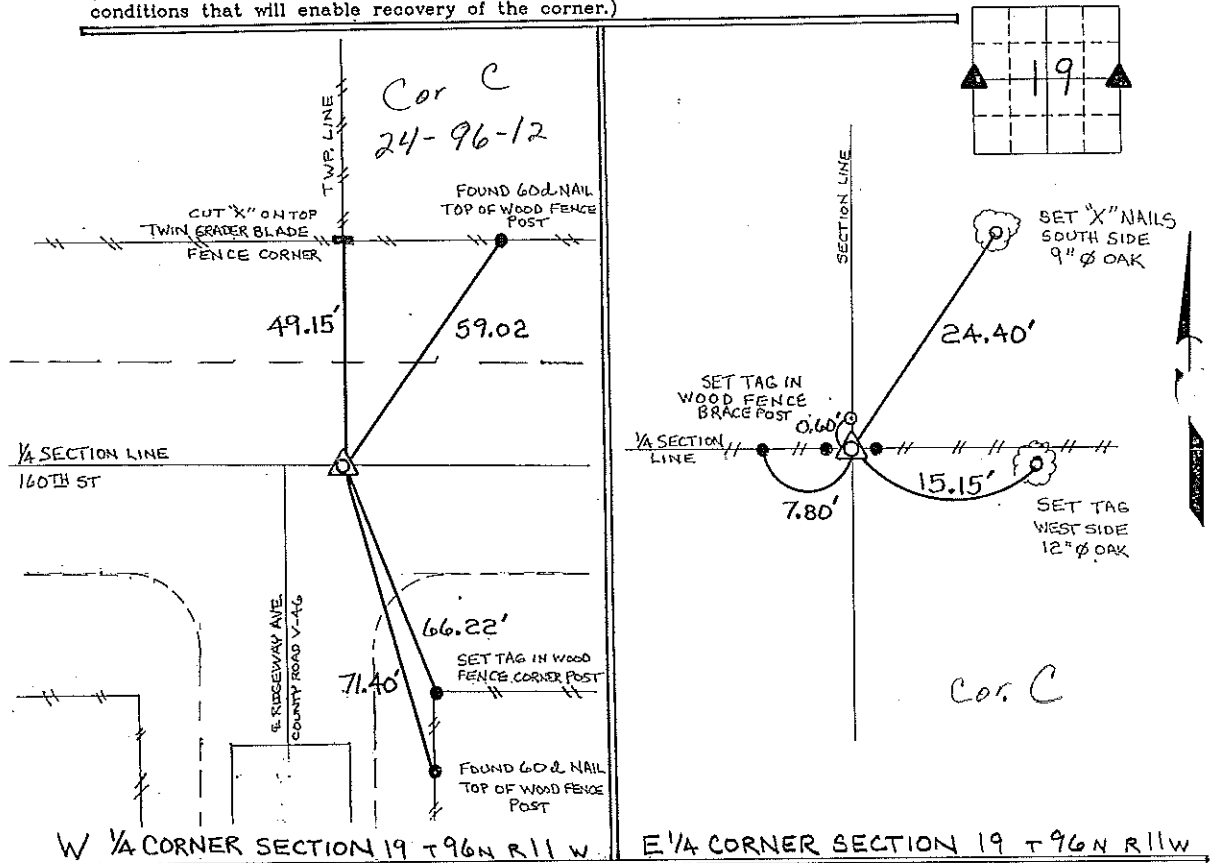 conditions that will enable recovery of the corner.)
Cor C
24-96-12
TWP. LINE
CUT "X" ON TOP
TWIN GRADER BLADE
FENCE CORNER
FOUND 60d NAIL
TOP OF WOOD FENCE
POST
49.15'
59.02
1/4 SECTION LINE
160TH ST
℄ RIDGEWAY AVE.
COUNTY ROAD V-46
66.22'
71.40'
SET TAG IN WOOD
FENCE CORNER POST
FOUND 60d NAIL
TOP OF WOOD FENCE
POST
W 1/4 CORNER SECTION 19 T96N R11 W
19
SECTION LINE
SET "X" NAILS
SOUTH SIDE
9" Ø OAK
24.40'
SET TAG IN
WOOD FENCE
BRACE POST
0.60'
1/4 SECTION
LINE
7.80'
15.15'
SET TAG
WEST SIDE
12" Ø OAK
Cor. C
E 1/4 CORNER SECTION 19 T96N R11W